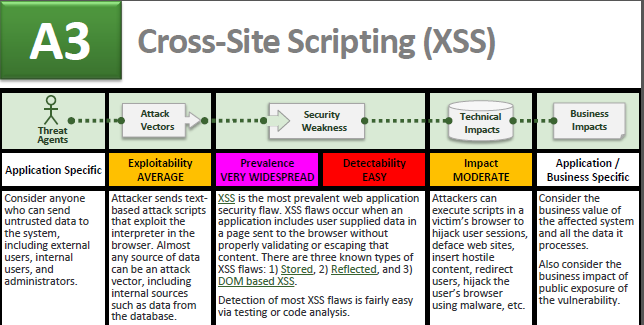 A3
Cross-Site Scripting (XSS)
Threat
Agents
Attack
Vectors
Security
Weakness
Technical
Impacts
Business
Impacts
Application Specific
Exploitability
AVERAGE
Prevalence
VERY WIDESPREAD
Detectability
EASY
Impact
MODERATE
Application /
Business Specific
Consider anyone
who can send
untrusted data to
the system,
including external
users, internal
users, and
administrators.
Attacker sends text-
based attack scripts
that exploit the
interpreter in the
browser. Almost
any source of data
can be an attack
vector, including
internal sources
such as data from
the database.
XSS is the most prevalent web application
security flaw. XSS flaws occur when an
application includes user supplied data in
a page sent to the browser without
properly validating or escaping that
content. There are three known types of
XSS flaws: 1) Stored, 2) Reflected, and 3)
DOM based XSS.
Detection of most XSS flaws is fairly easy
via testing or code analysis.
Attackers can
execute scripts in a
victim's browser to
hijack user sessions,
deface web sites,
insert hostile
content, redirect
users, hijack the
user's browser
using malware, etc.
Consider the
business value of
the affected system
and all the data it
processes.
Also consider the
business impact of
public exposure of
the vulnerability.